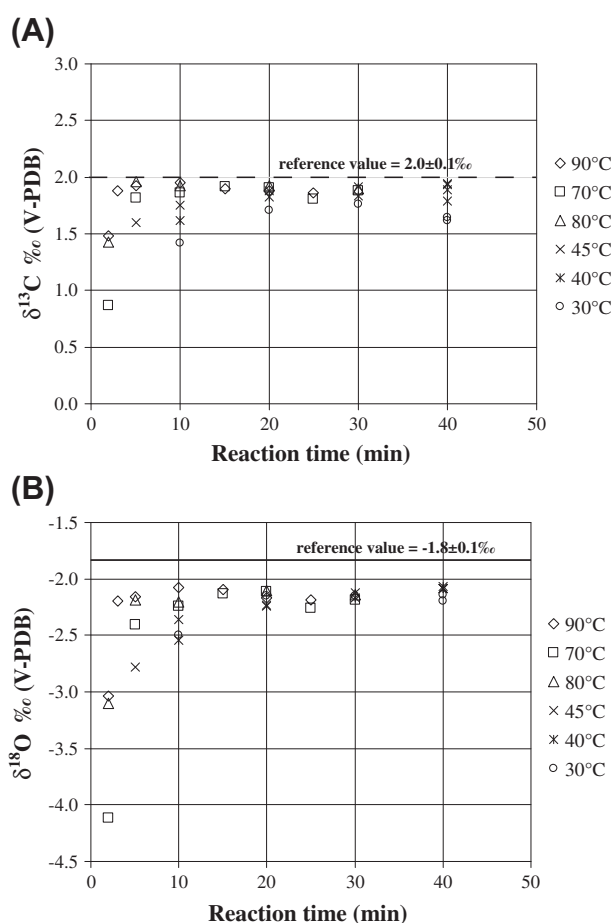 (A)
3.0
2.5
2.0
1.5
1.0
0.5
0.0
δ13C ‰ (V-PDB)
reference value = 2.0±0.1‰
90°C
70°C
80°C
45°C
40°C
30°C
0 10 20 30 40 50
Reaction time (min)
(B)
-1.5
-2.0
-2.5
-3.0
-3.5
-4.0
-4.5
δ18O ‰ (V-PDB)
reference value = -1.8±0.1‰
90°C
70°C
80°C
45°C
40°C
30°C
0 10 20 30 40 50
Reaction time (min)